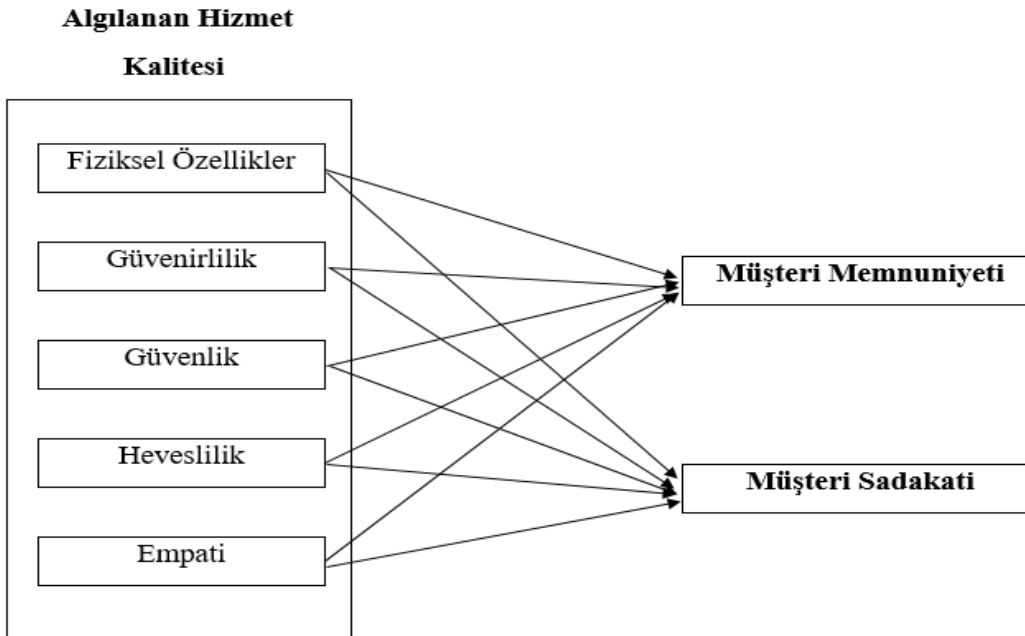 Algılanan Hizmet
Kalitesi
Fiziksel Özellikler
Güvenirlilik
Güvenlik
Heveslilik
Empati
Müşteri Memnuniyeti
Müşteri Sadakati